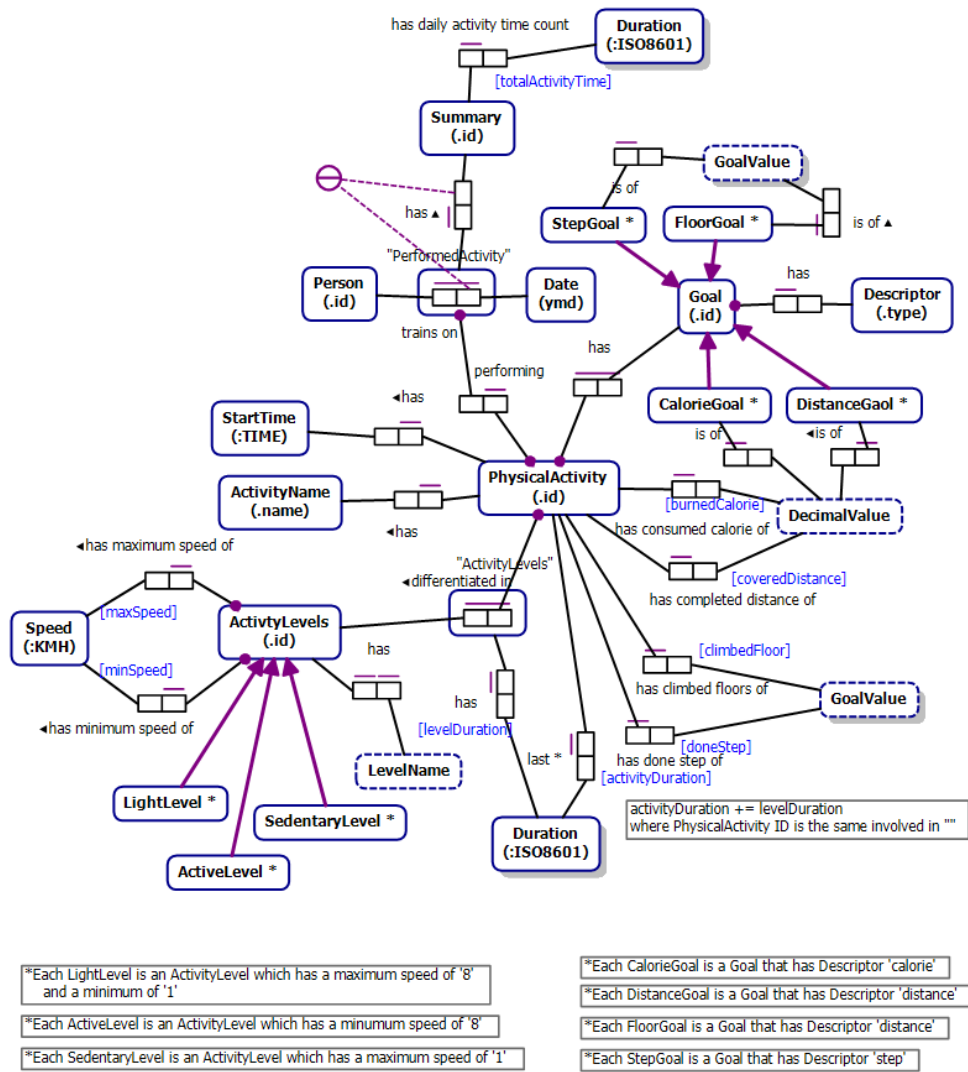 has daily activity time count
Duration
(:ISO8601)
[totalActivityTime]
Summary
(.id)
GoalValue
is of
has ▲
StepGoal *
FloorGoal *
is of ▲
"PerformedActivity"
Person
(.id)
Date
(ymd)
trains on
Goal
(.id)
has
Descriptor
(.type)
has
performing
◄has
CalorieGoal *
DistanceGaol *
StartTime
(:TIME)
is of
◄is of
PhysicalActivity
(.id)
ActivityName
(.name)
[burnedCalorie]
DecimalValue
◄has
has consumed calorie of
◄has maximum speed of
"ActivityLevels"
◄differentiated in
[coveredDistance]
has completed distance of
[maxSpeed]
Speed
(:KMH)
ActivtyLevels
(.id)
has
[climbedFloor]
[minSpeed]
has climbed floors of
GoalValue
◄has minimum speed of
has
[levelDuration]
[doneStep]
has done step of
last *
[activityDuration]
LevelName
LightLevel *
SedentaryLevel *
activityDuration += levelDuration
where PhysicalActivity ID is the same involved in ""
Duration
(:ISO8601)
ActiveLevel *
*Each LightLevel is an ActivityLevel which has a maximum speed of '8'
and a minimum of '1'
*Each ActiveLevel is an ActivityLevel which has a minumum speed of '8'
*Each SedentaryLevel is an ActivityLevel which has a maximum speed of '1'
*Each CalorieGoal is a Goal that has Descriptor 'calorie'
*Each DistanceGoal is a Goal that has Descriptor 'distance'
*Each FloorGoal is a Goal that has Descriptor 'distance'
*Each StepGoal is a Goal that has Descriptor 'step'